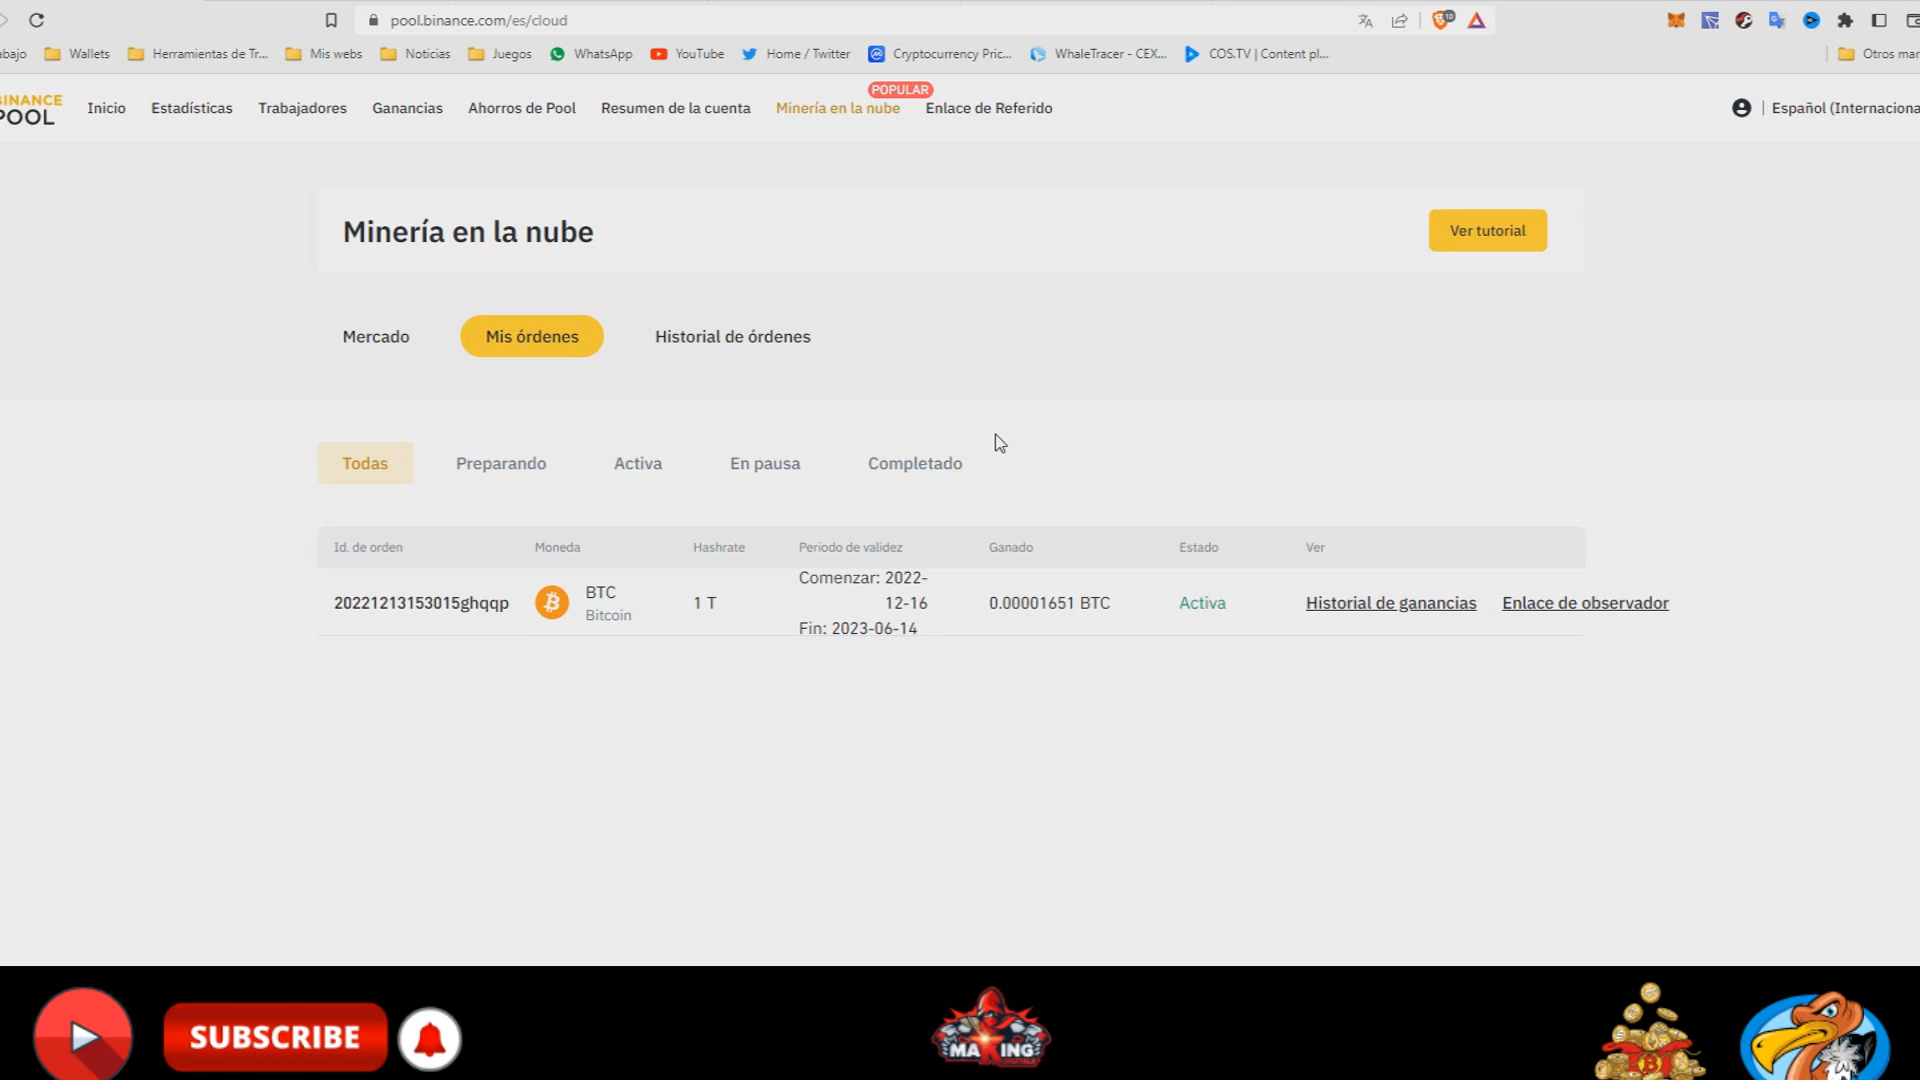 pool.binance.com/es/cloud
10
abajo Wallets Herramientas de Tr... Mis webs Noticias Juegos WhatsApp YouTube Home / Twitter Cryptocurrency Pric... WhaleTracer - CEX... COS.TV | Content pl... Otros mar
POPULAR
BINANCE
POOL
Inicio Estadísticas Trabajadores Ganancias Ahorros de Pool Resumen de la cuenta Minería en la nube Enlace de Referido Español (Internaciona
Minería en la nube Ver tutorial
Mercado Mis órdenes Historial de órdenes
Todas Preparando Activa En pausa Completado
Id. de orden Moneda Hashrate Periodo de validez Ganado Estado Ver
20221213153015ghqqp BTC Bitcoin 1 T Comenzar: 2022-12-16 Fin: 2023-06-14 0.00001651 BTC Activa Historial de ganancias Enlace de observador
SUBSCRIBE
MAXING